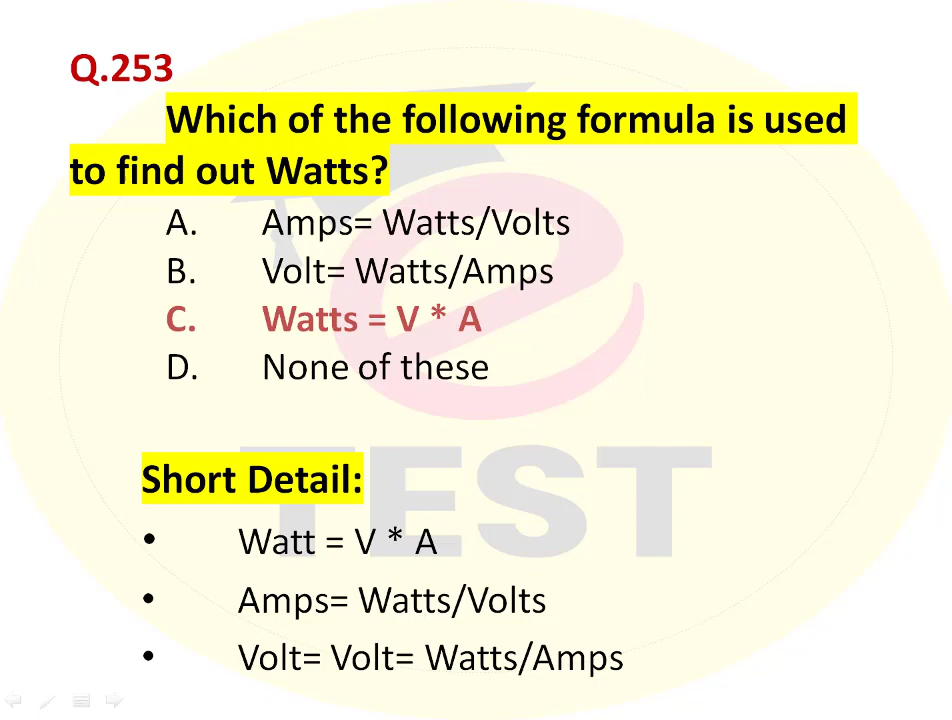 Q.253
Which of the following formula is used
to find out Watts?
A. Amps= Watts/Volts
B. Volt= Watts/Amps
C. Watts = V * A
D. None of these
e
TEST
Short Detail:
• Watt = V * A
• Amps= Watts/Volts
• Volt= Volt= Watts/Amps